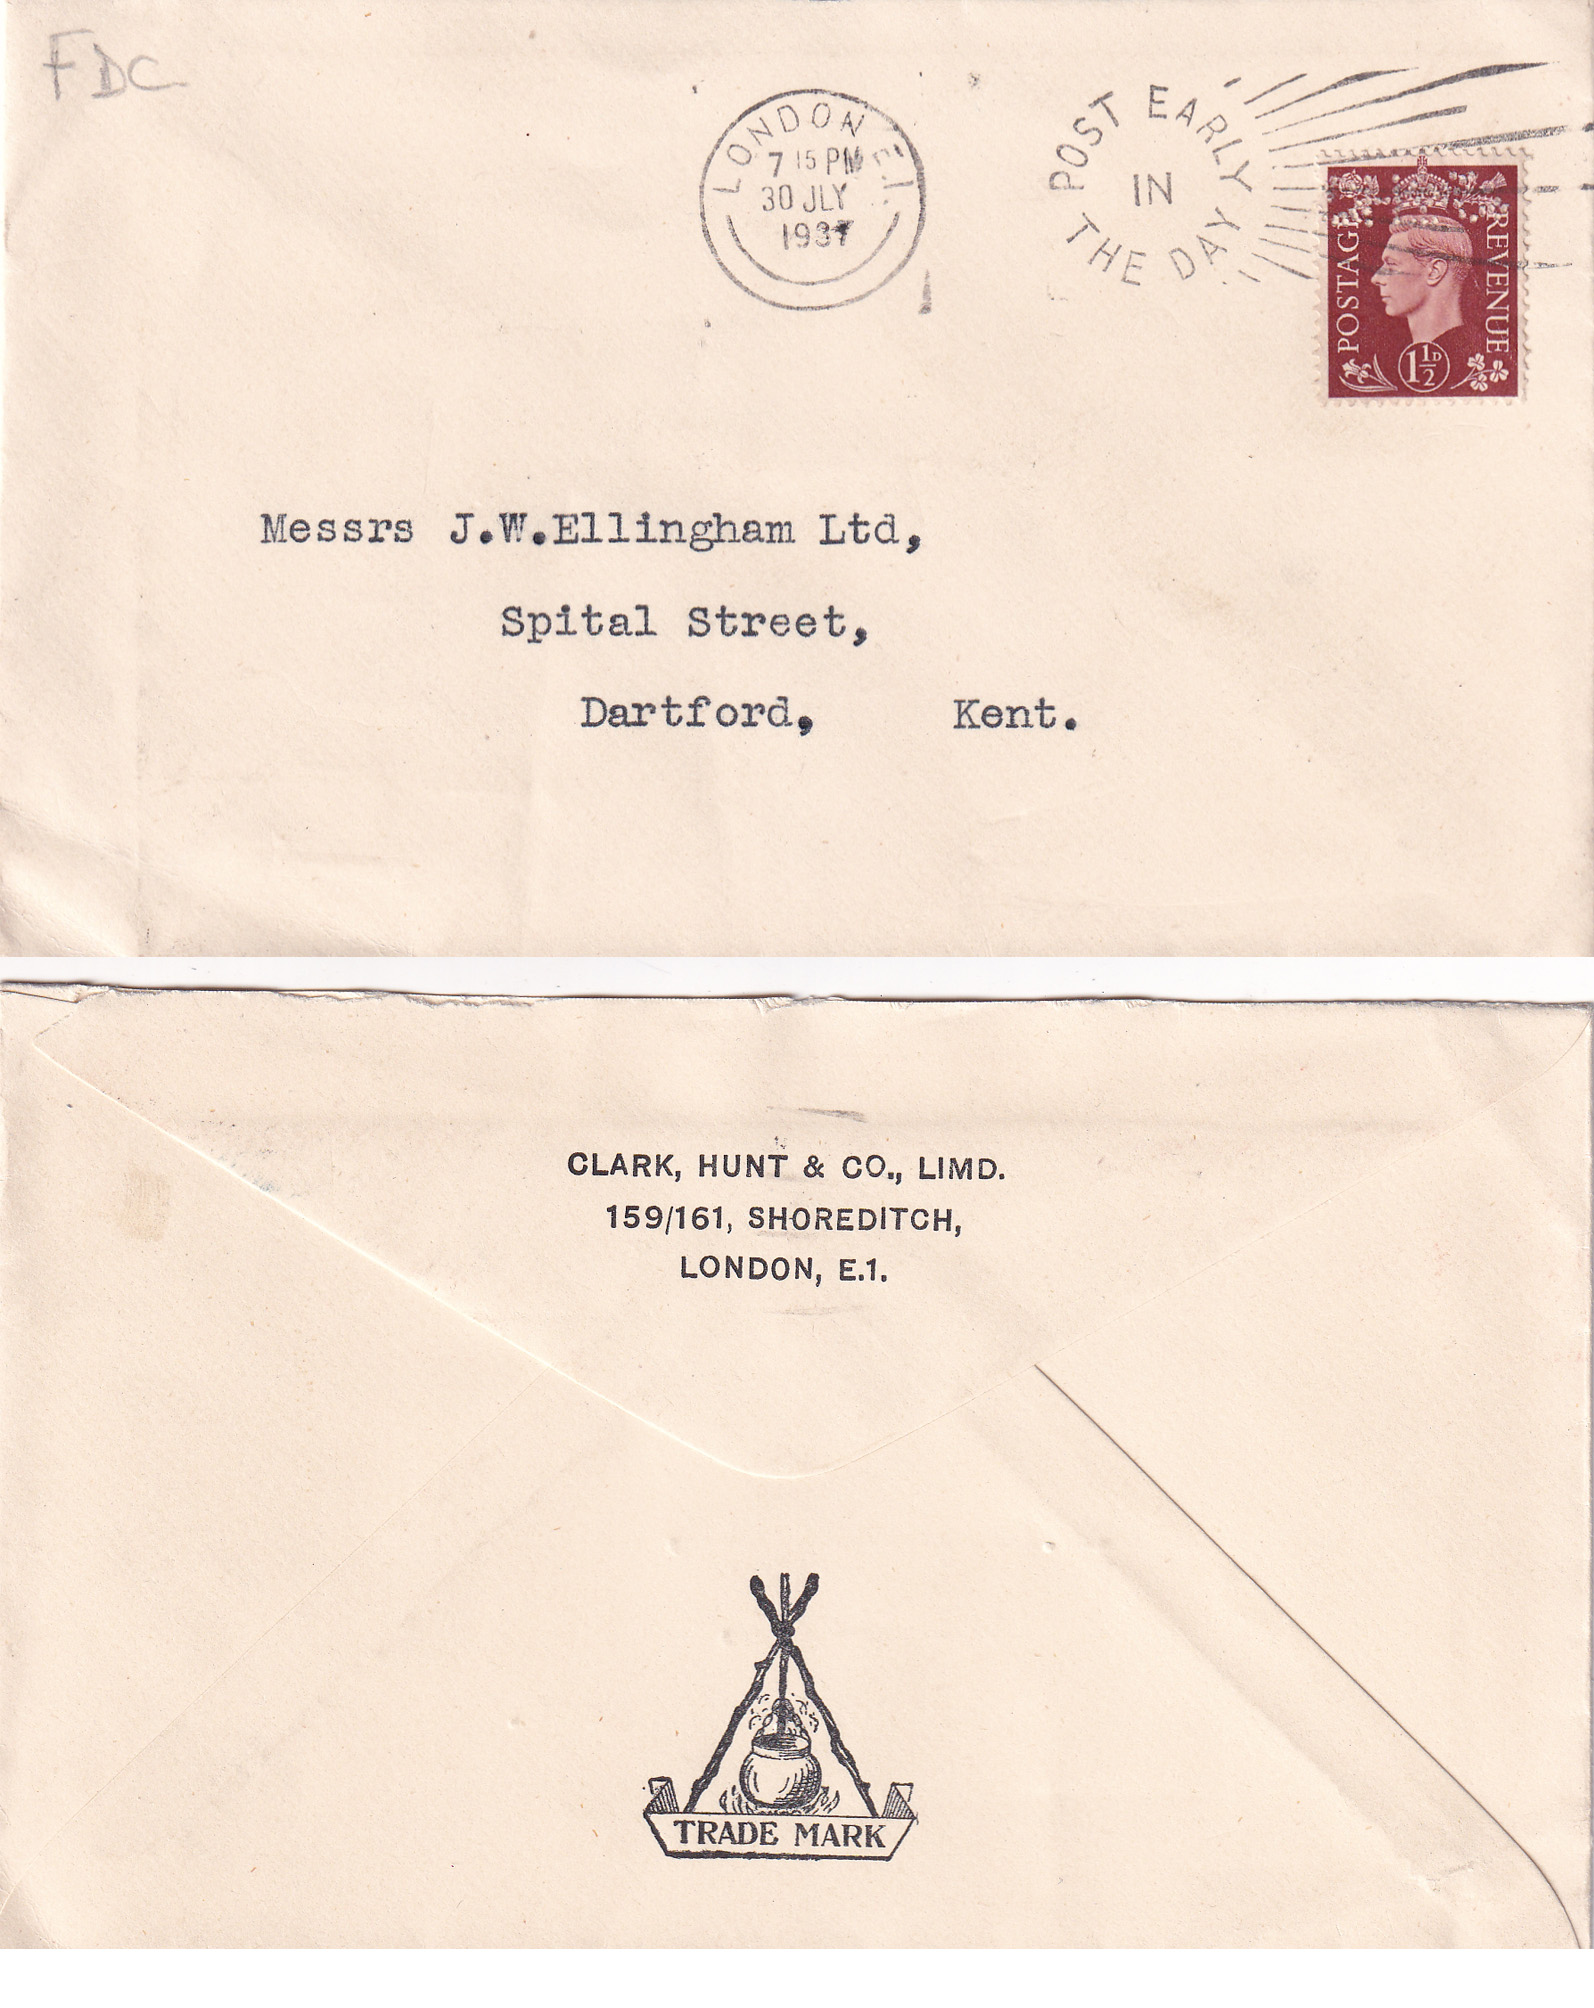 FDC
LONDON E.1
7 15 PM
30 JLY
1937
POST EARLY
IN
THE DAY
POSTAGE
REVENUE
1½D
Messrs J.W.Ellingham Ltd,
Spital Street,
Dartford, Kent.
CLARK, HUNT & CO., LIMD.
159/161, SHOREDITCH,
LONDON, E.1.
TRADE MARK